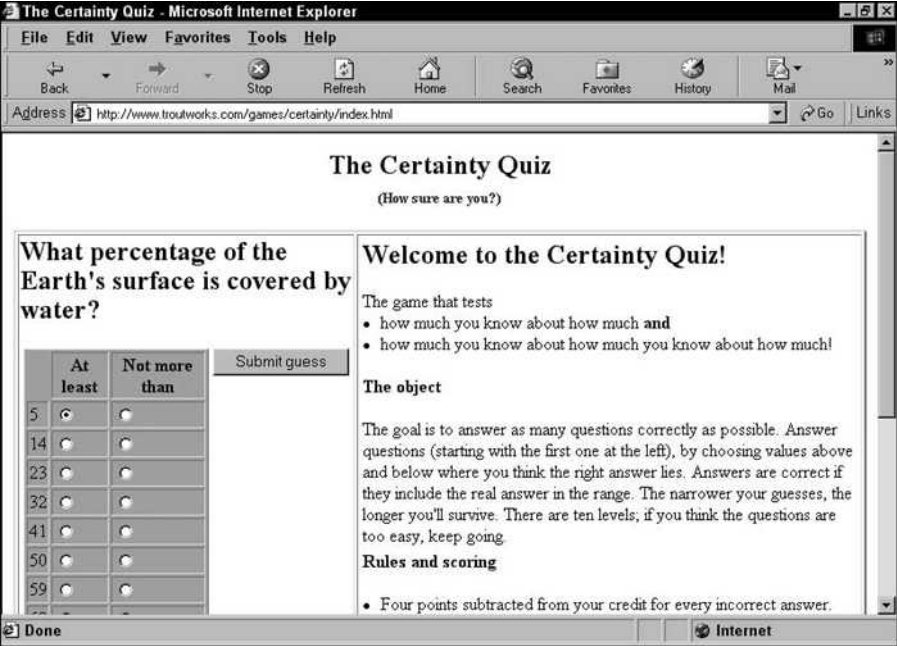 The Certainty Quiz - Microsoft Internet Explorer
File Edit View Favorites Tools Help
Back Forward Stop Refresh Home Search Favorites History Mail »
Address http://www.troutworks.com/games/certainty/index.html Go Links
The Certainty Quiz
(How sure are you?)
What percentage of the
Earth's surface is covered by
water?
At least Not more than
Submit guess
5
14
23
32
41
50
59
Welcome to the Certainty Quiz!
The game that tests
• how much you know about how much and
• how much you know about how much you know about how much!
The object
The goal is to answer as many questions correctly as possible. Answer
questions (starting with the first one at the left), by choosing values above
and below where you think the right answer lies. Answers are correct if
they include the real answer in the range. The narrower your guesses, the
longer you'll survive. There are ten levels; if you think the questions are
too easy, keep going.
Rules and scoring
• Four points subtracted from your credit for every incorrect answer.
Done Internet